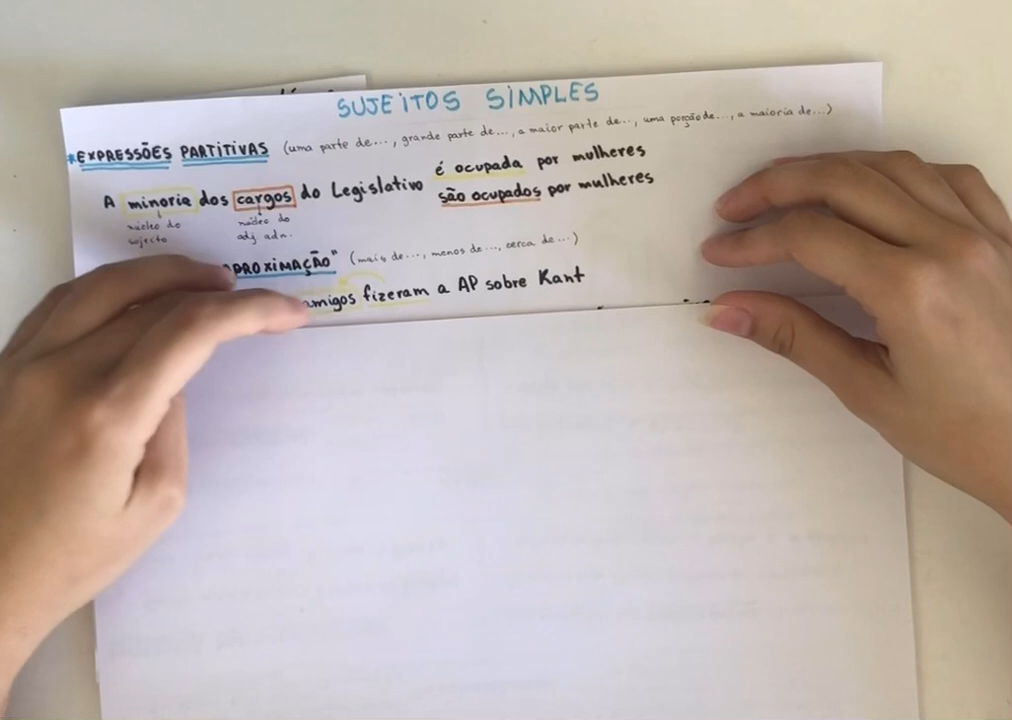 SUJEITOS SIMPLES
*EXPRESSÕES PARTITIVAS (uma parte de..., grande parte de..., a maior parte de..., uma porção de..., a maioria de...)
A minoria dos cargos do Legislativo é ocupada por mulheres
são ocupados por mulheres
núcleo do sujeito
núcleo do adj. adn.
PROXIMAÇÃO" (mais de..., menos de..., cerca de...)
amigos fizeram a AP sobre Kant